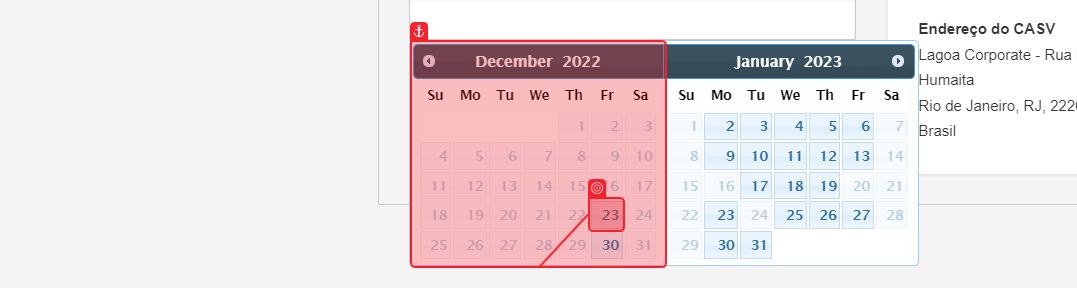 Endereço do CASV
Lagoa Corporate - Rua
Humaita
Rio de Janeiro, RJ, 2226
Brasil
December 2022
Su Mo Tu We Th Fr Sa
1 2 3
4 5 6 7 8 9 10
11 12 13 14 15 16 17
18 19 20 21 22 23 24
25 26 27 28 29 30 31
January 2023
Su Mo Tu We Th Fr Sa
1 2 3 4 5 6 7
8 9 10 11 12 13 14
15 16 17 18 19 20 21
22 23 24 25 26 27 28
29 30 31